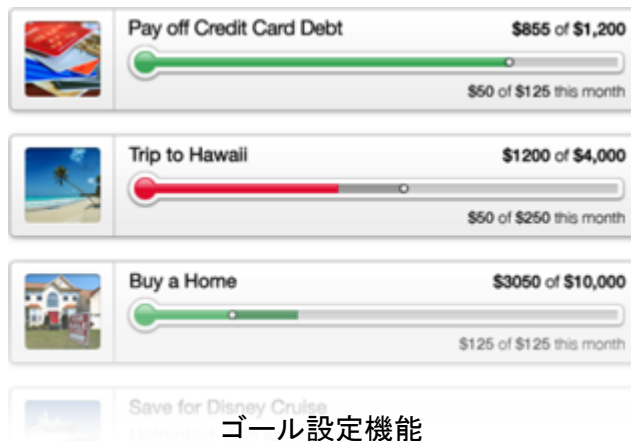 Pay off Credit Card Debt
$855 of $1,200
$50 of $125 this month
Trip to Hawaii
$1200 of $4,000
$50 of $250 this month
Buy a Home
$3050 of $10,000
$125 of $125 this month
Save for Disney Cruise
ゴール設定機能